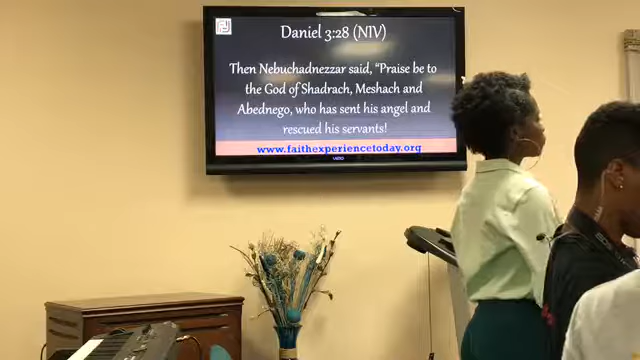 Daniel 3:28 (NIV)
Then Nebuchadnezzar said, “Praise be to
the God of Shadrach, Meshach and
Abednego, who has sent his angel and
rescued his servants!
www.faithexperiencetoday.org
VIZIO